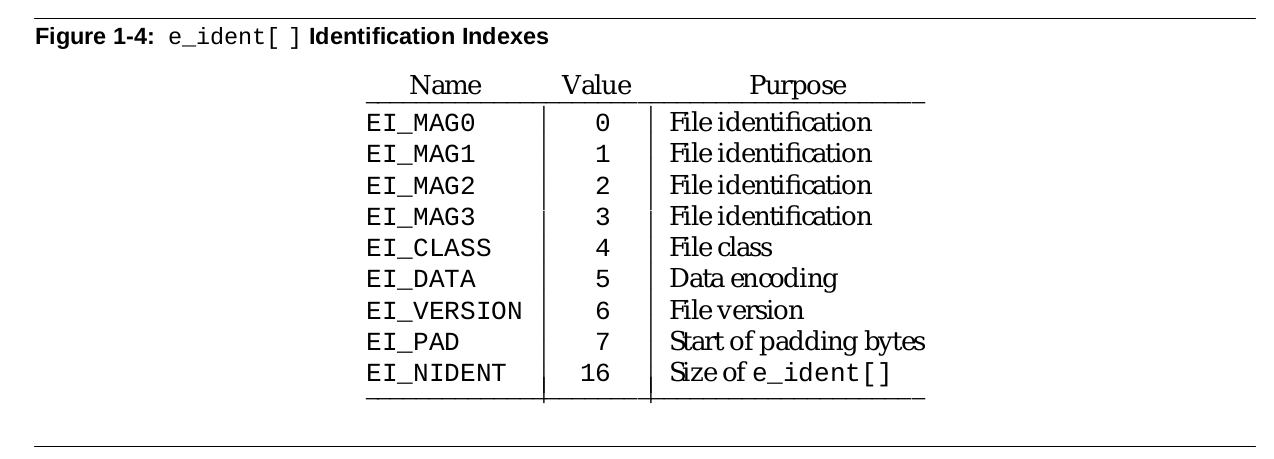 Figure 1-4: e_ident[ ] Identification Indexes
Name Value Purpose
EI_MAG0 0 File identification
EI_MAG1 1 File identification
EI_MAG2 2 File identification
EI_MAG3 3 File identification
EI_CLASS 4 File class
EI_DATA 5 Data encoding
EI_VERSION 6 File version
EI_PAD 7 Start of padding bytes
EI_NIDENT 16 Size of e_ident[]